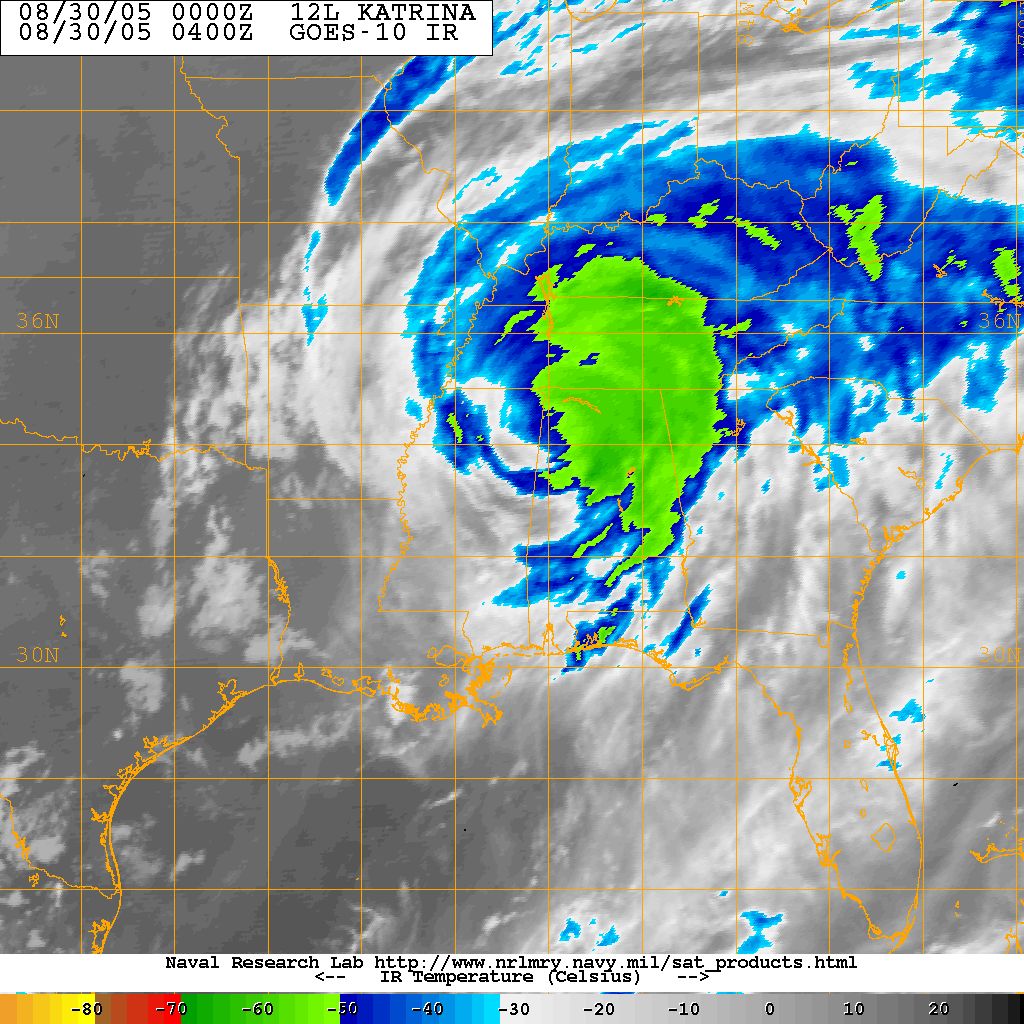 08/30/05 0000Z 12L KATRINA
08/30/05 0400Z GOES-10 IR
36N 36N
30N 30N
Naval Research Lab http://www.nrlmry.navy.mil/sat_products.html
<-- IR Temperature (Celsius) -->
-80 -70 -60 -50 -40 -30 -20 -10 0 10 20